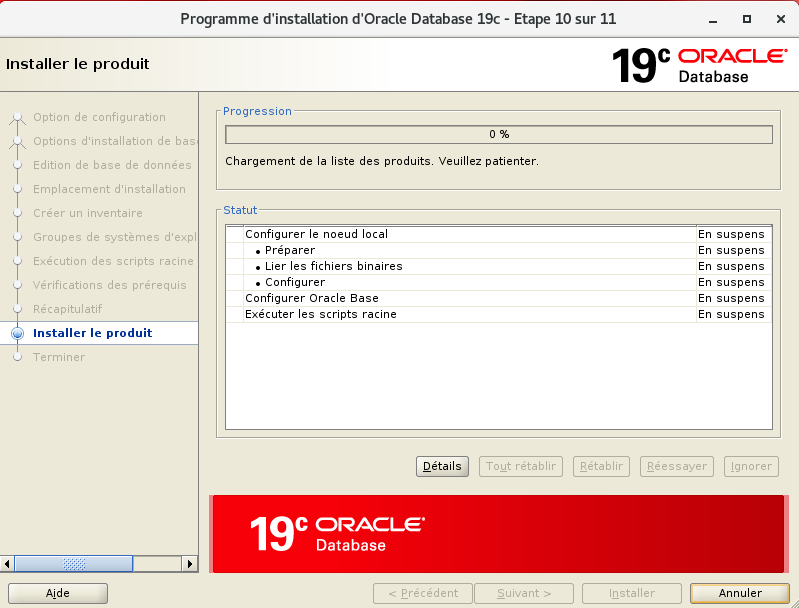 Programme d'installation d'Oracle Database 19c - Etape 10 sur 11
Installer le produit
19c ORACLE Database
Option de configuration
Options d'installation de bas
Edition de base de données
Emplacement d'installation
Créer un inventaire
Groupes de systèmes d'expl
Exécution des scripts racine
Vérifications des prérequis
Récapitulatif
Installer le produit
Terminer
Progression
0 %
Chargement de la liste des produits. Veuillez patienter.
Statut
Configurer le noeud local En suspens
• Préparer En suspens
• Lier les fichiers binaires En suspens
• Configurer En suspens
Configurer Oracle Base En suspens
Exécuter les scripts racine En suspens
Détails Tout rétablir Rétablir Réessayer Ignorer
19c ORACLE Database
Aide < Précédent Suivant > Installer Annuler